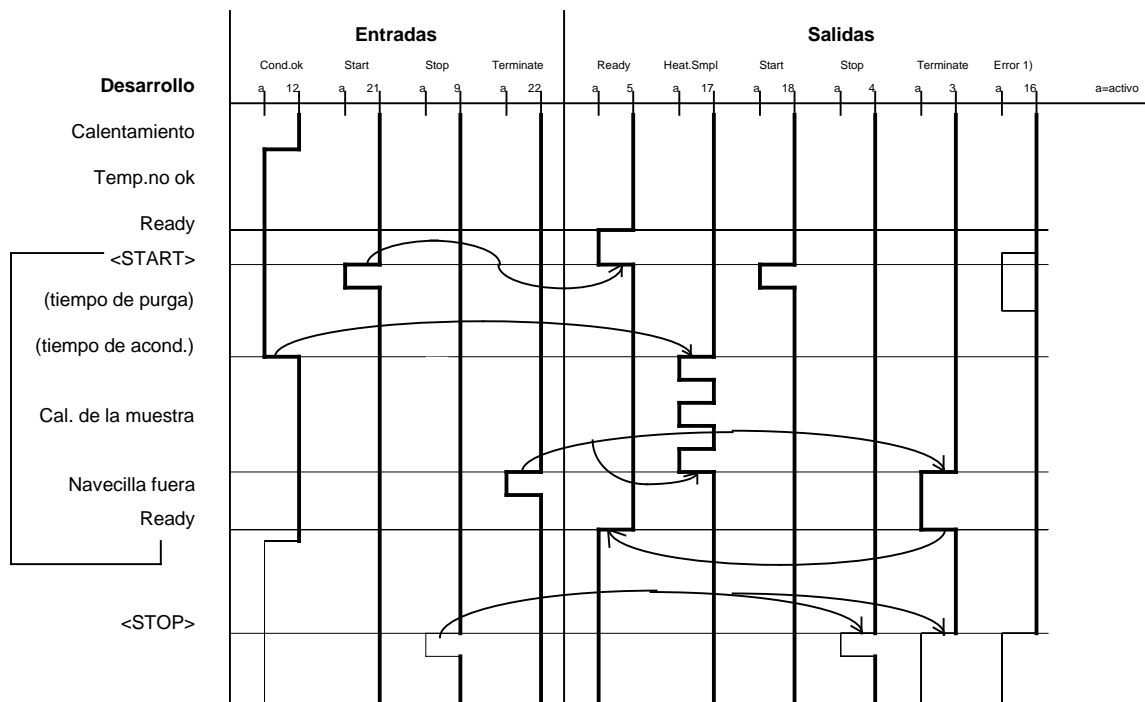 Entradas Salidas
Cond.ok Start Stop Terminate Ready Heat.Smpl Start Stop Terminate Error 1)
Desarrollo a 12 a 21 a 9 a 22 a 5 a 17 a 18 a 4 a 3 a 16 a=activo
Calentamiento
Temp.no ok
Ready
<START>
(tiempo de purga)
(tiempo de acond.)
Cal. de la muestra
Navecilla fuera
Ready
<STOP>